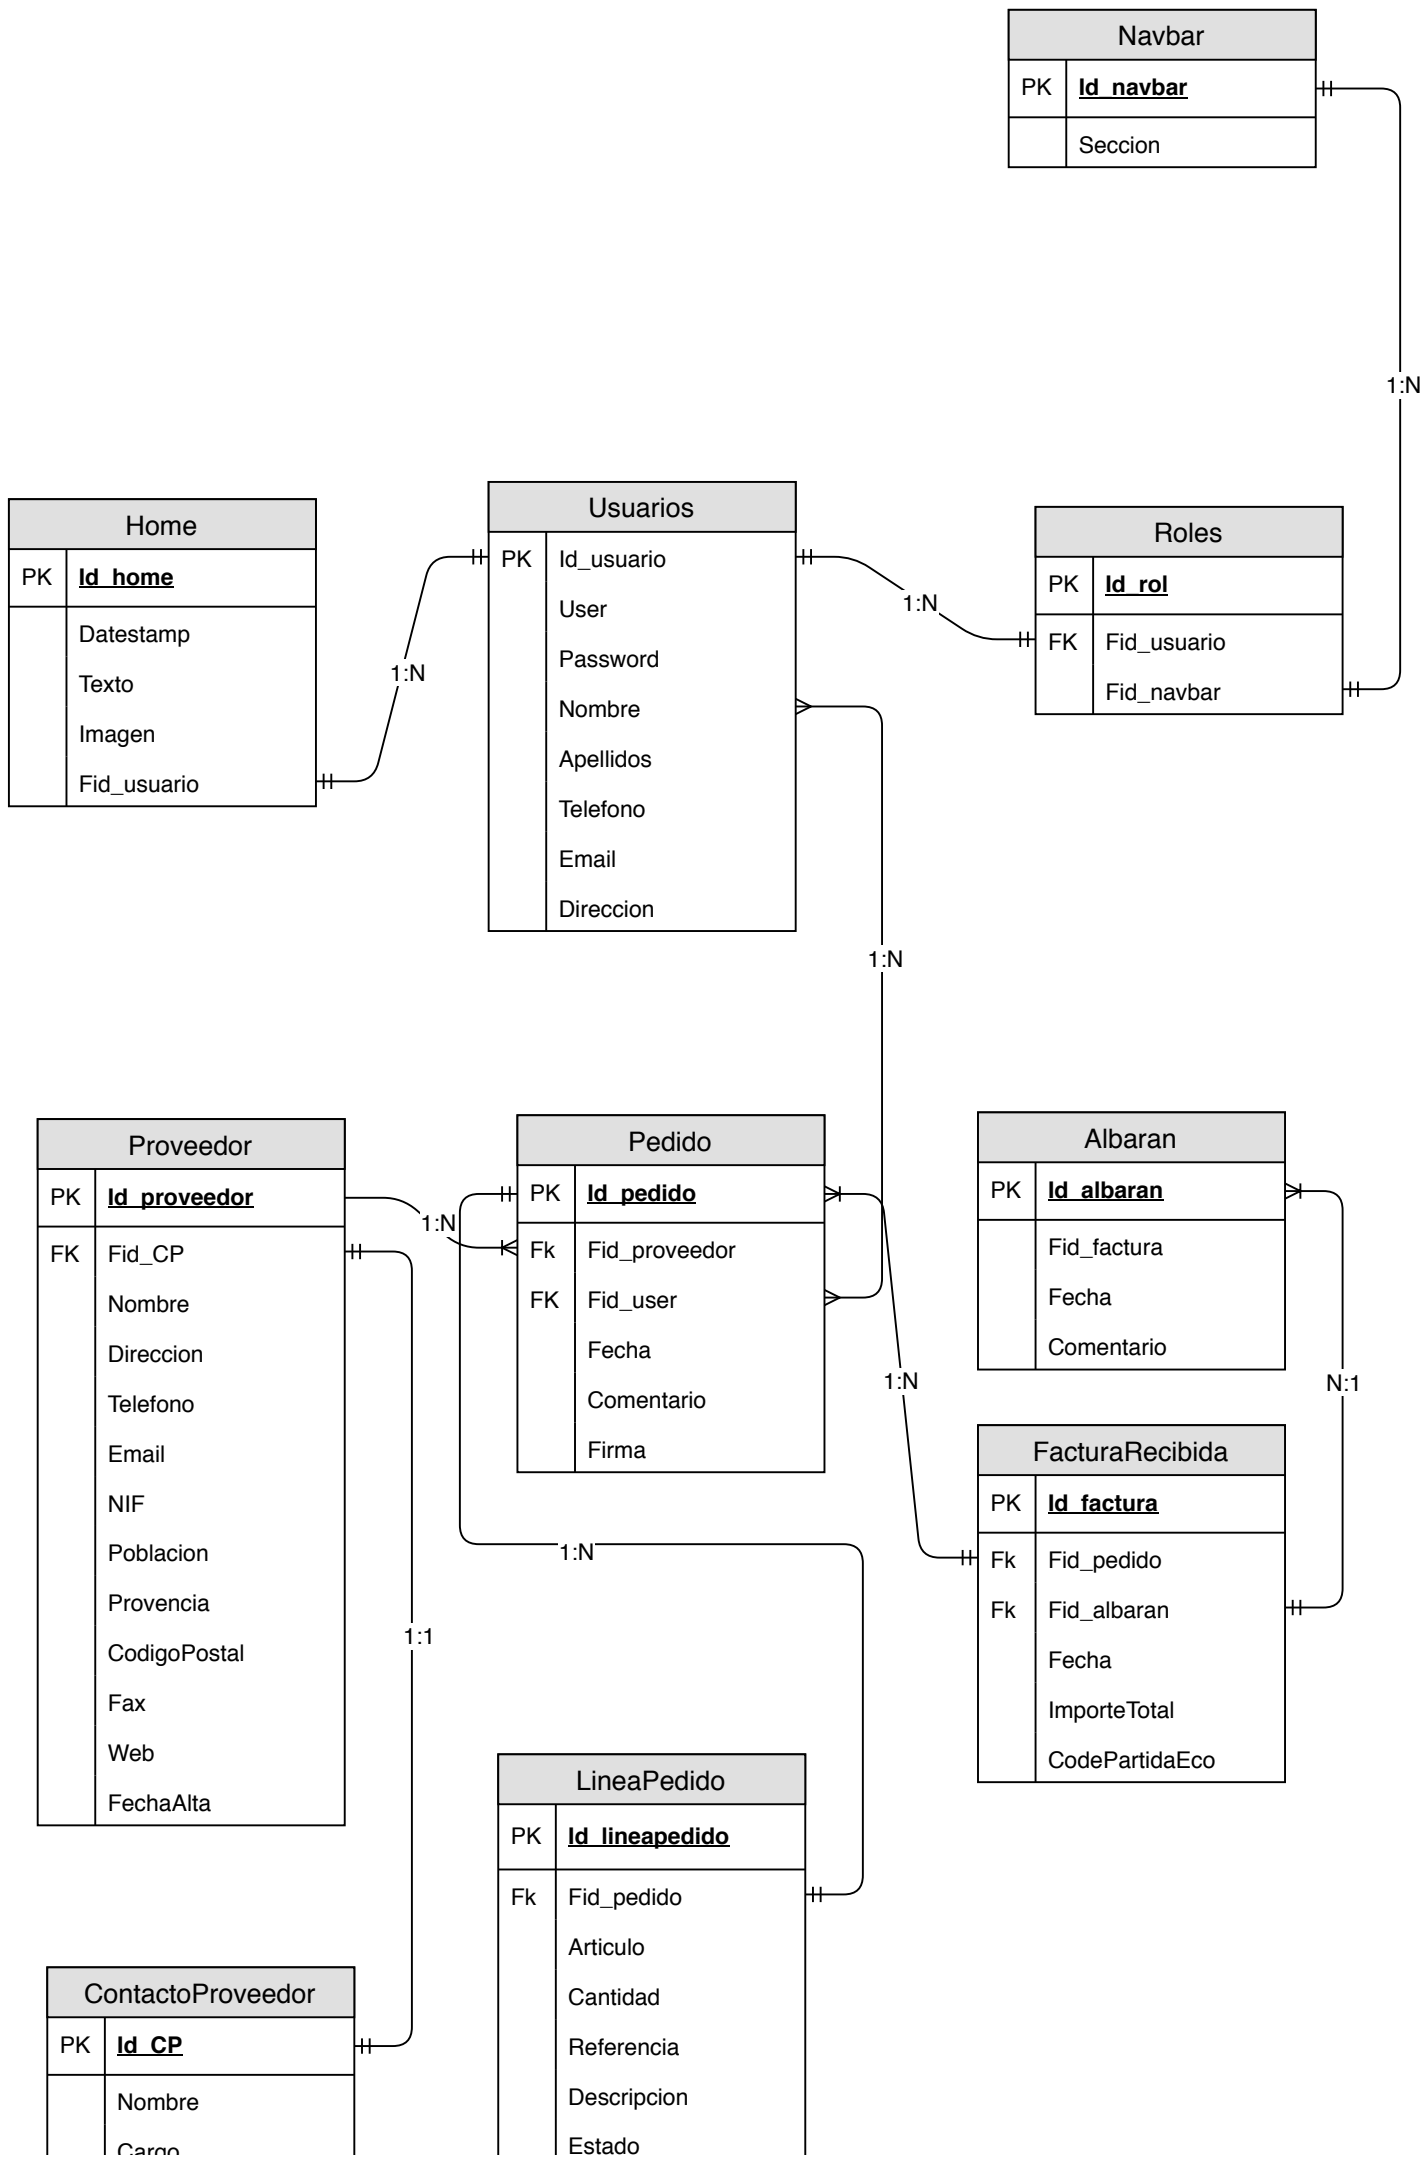 Navbar
PK Id_navbar
Seccion
1:N
Home
PK Id_home
Datestamp
Texto
Imagen
Fid_usuario
1:N
Usuarios
PK Id_usuario
User
Password
Nombre
Apellidos
Telefono
Email
Direccion
1:N
Roles
PK Id_rol
FK Fid_usuario
Fid_navbar
1:N
Proveedor
PK Id_proveedor
FK Fid_CP
Nombre
Direccion
Telefono
Email
NIF
Poblacion
Provencia
CodigoPostal
Fax
Web
FechaAlta
1:N
1:1
Pedido
PK Id_pedido
Fk Fid_proveedor
FK Fid_user
Fecha
Comentario
Firma
1:N
1:N
Albaran
PK Id_albaran
Fid_factura
Fecha
Comentario
N:1
FacturaRecibida
PK Id_factura
Fk Fid_pedido
Fk Fid_albaran
Fecha
ImporteTotal
CodePartidaEco
LineaPedido
PK Id_lineapedido
Fk Fid_pedido
Articulo
Cantidad
Referencia
Descripcion
Estado
ContactoProveedor
PK Id_CP
Nombre
Cargo